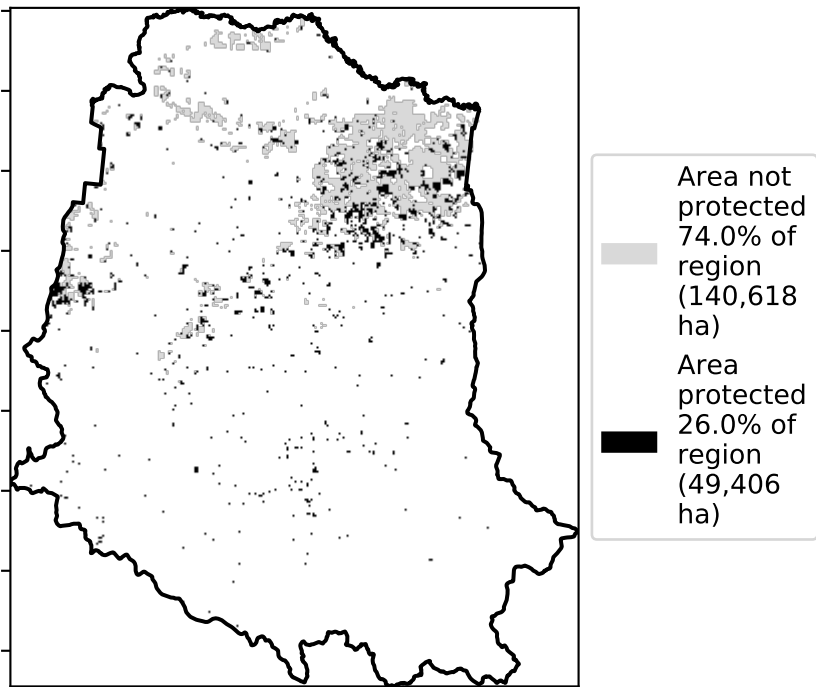 Area not
protected
74.0% of
region
(140,618
ha)
Area
protected
26.0% of
region
(49,406
ha)